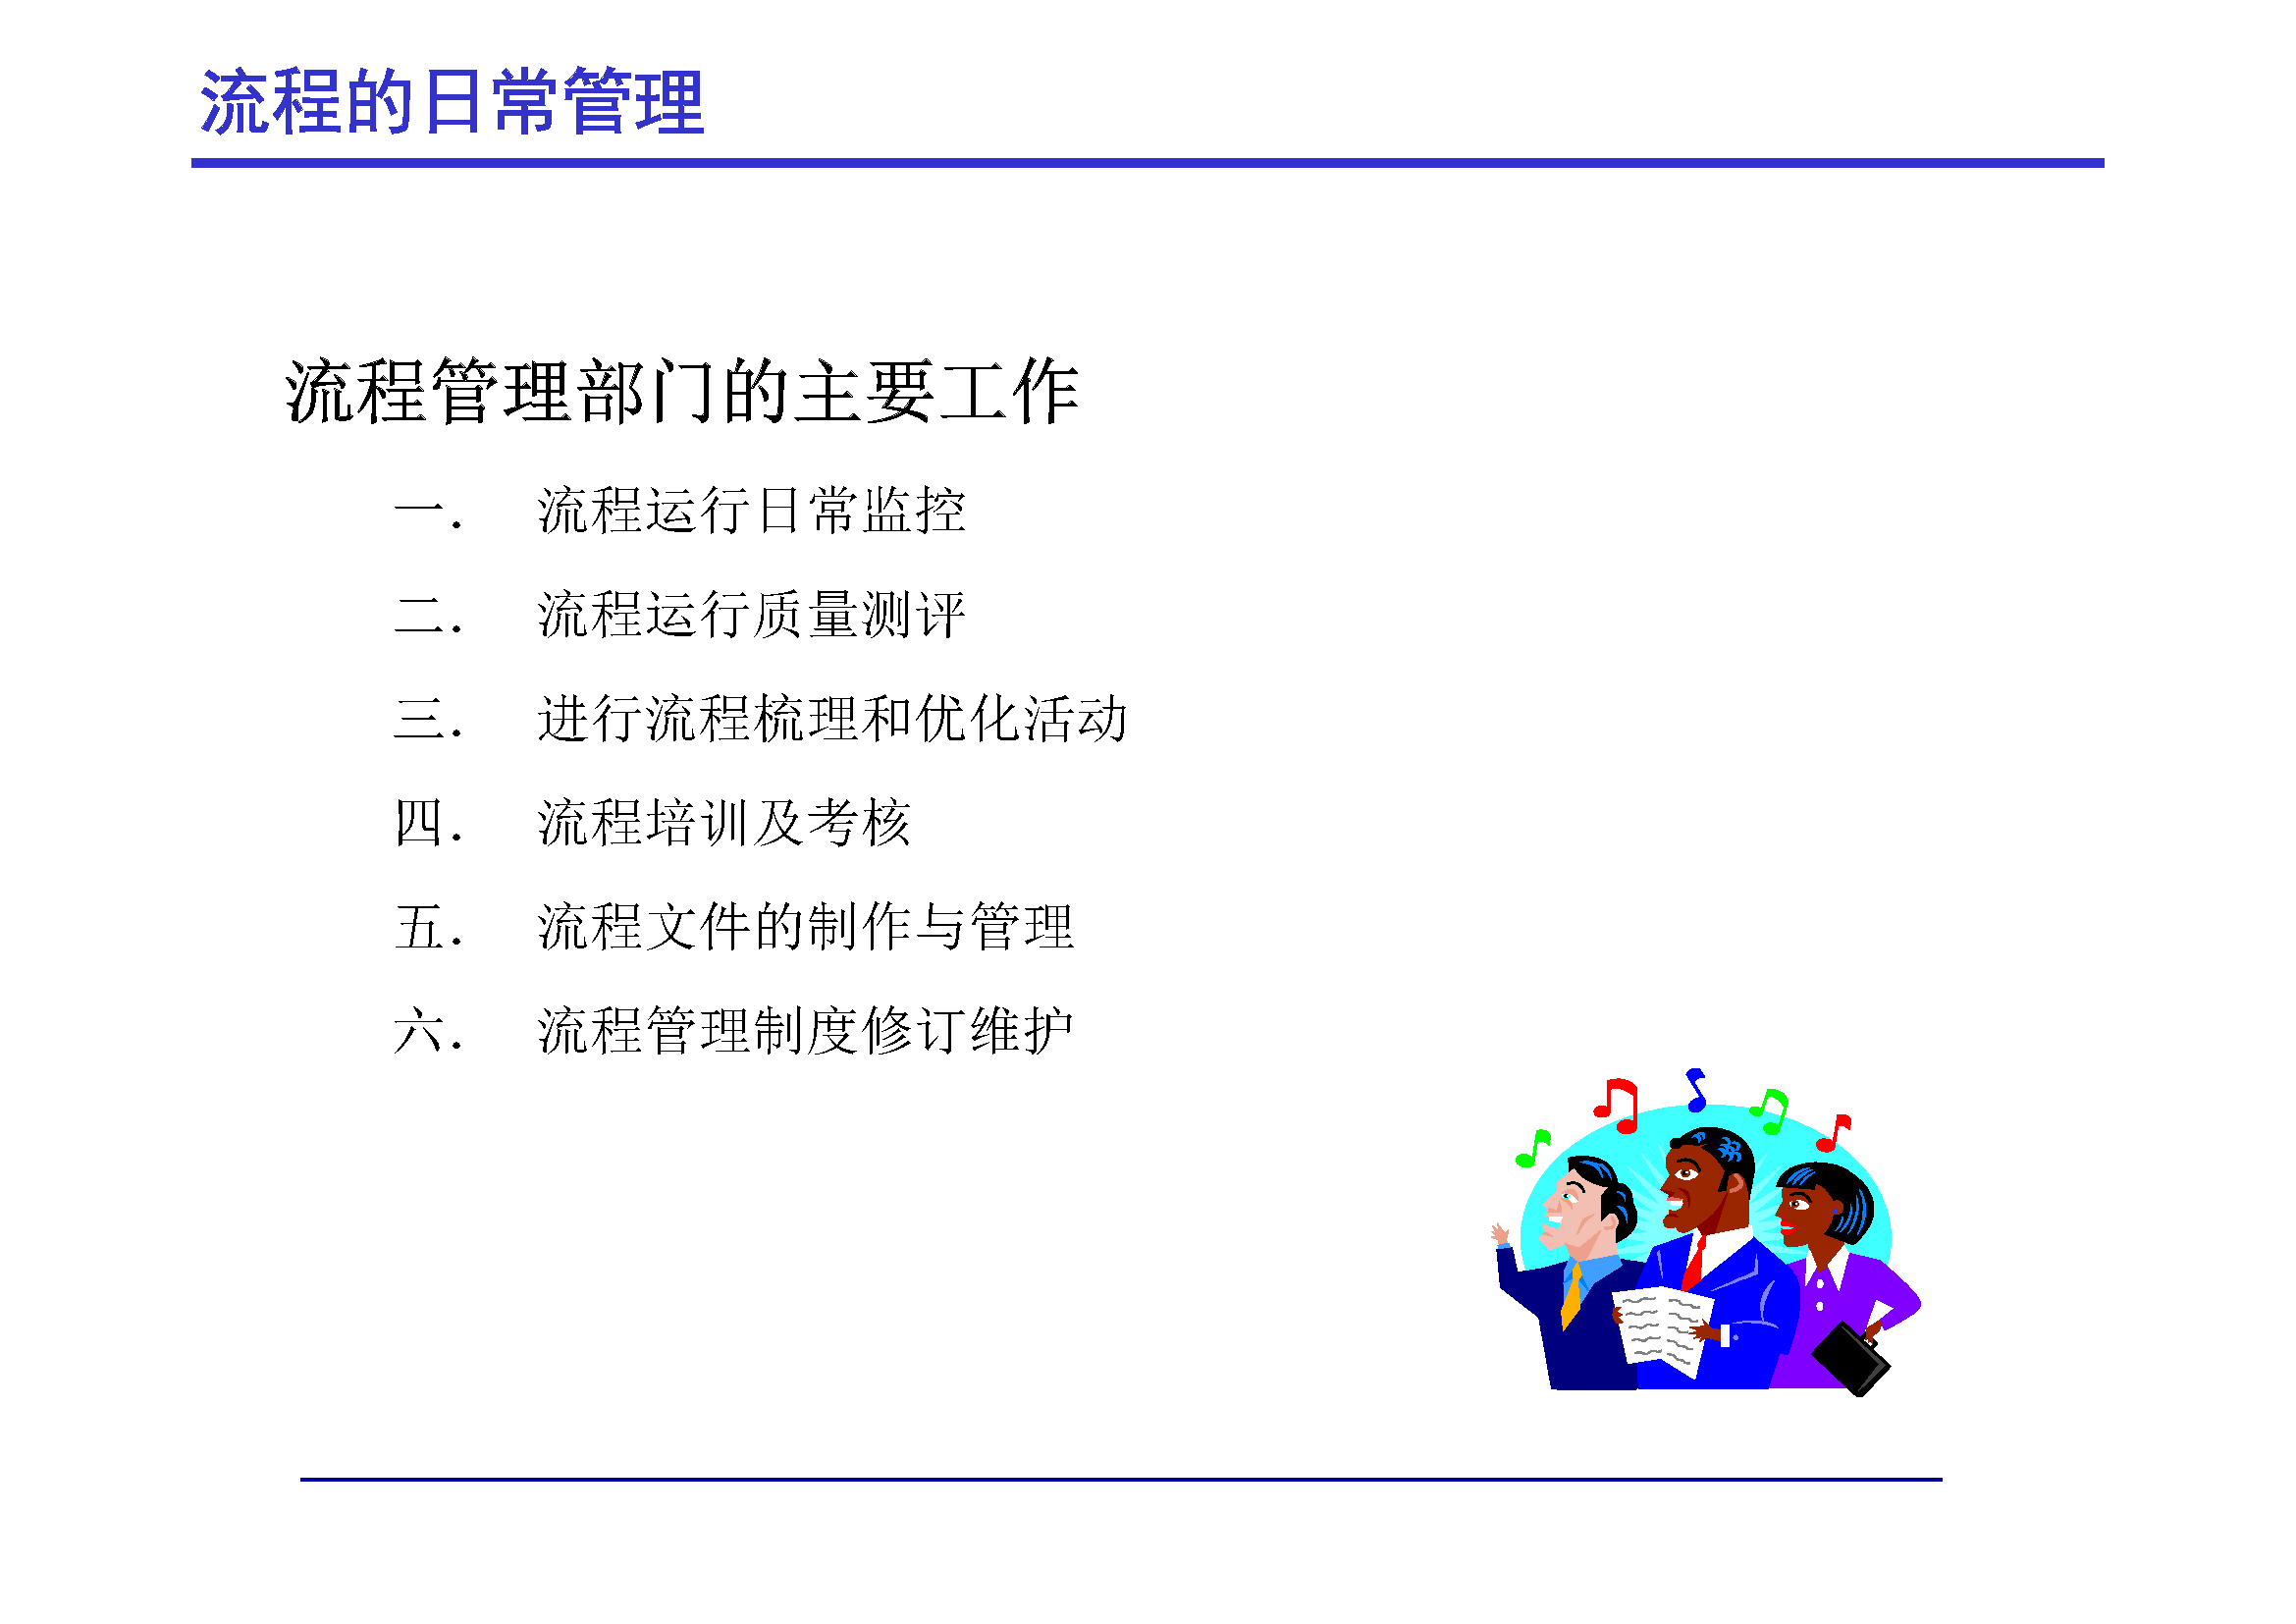 流程的日常管理
流程管理部门的主要工作
一． 流程运行日常监控
二． 流程运行质量测评
三． 进行流程梳理和优化活动
四． 流程培训及考核
五． 流程文件的制作与管理
六． 流程管理制度修订维护